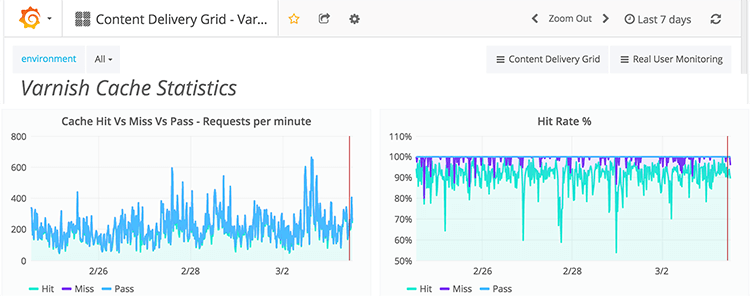 Content Delivery Grid - Var...
Zoom Out
Last 7 days
environment
All
Content Delivery Grid
Real User Monitoring
Varnish Cache Statistics
Cache Hit Vs Miss Vs Pass - Requests per minute
800
600
400
200
0
2/26
2/28
3/2
Hit
Miss
Pass
Hit Rate %
110%
100%
90%
80%
70%
60%
50%
2/26
2/28
3/2
Hit
Miss
Pass